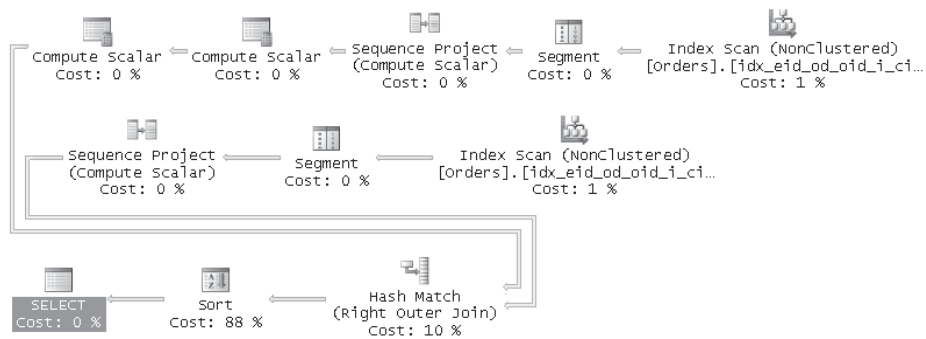 Compute Scalar
Cost: 0 %
Compute Scalar
Cost: 0 %
Sequence Project
(Compute Scalar)
Cost: 0 %
Segment
Cost: 0 %
Index Scan (NonClustered)
[Orders].[idx_eid_od_oid_i_ci...
Cost: 1 %
Sequence Project
(Compute Scalar)
Cost: 0 %
Segment
Cost: 0 %
Index Scan (NonClustered)
[Orders].[idx_eid_od_oid_i_ci...
Cost: 1 %
SELECT
Cost: 0 %
Sort
Cost: 88 %
Hash Match
(Right Outer Join)
Cost: 10 %